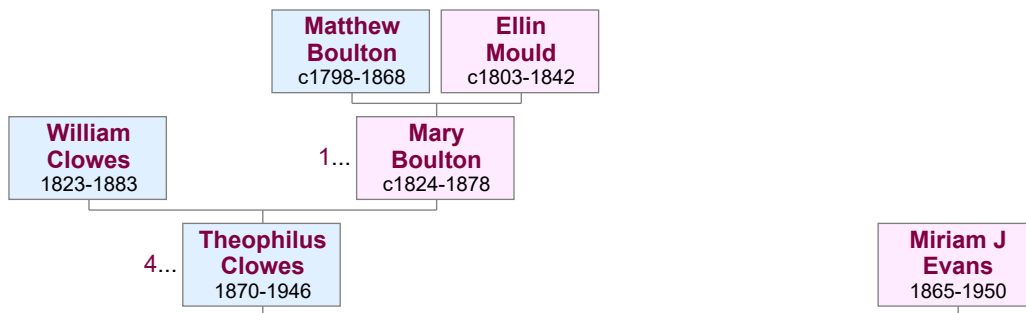 Matthew
Boulton
c1798-1868
Ellin
Mould
c1803-1842
William
Clowes
1823-1883
1...
Mary
Boulton
c1824-1878
4...
Theophilus
Clowes
1870-1946
Miriam J
Evans
1865-1950